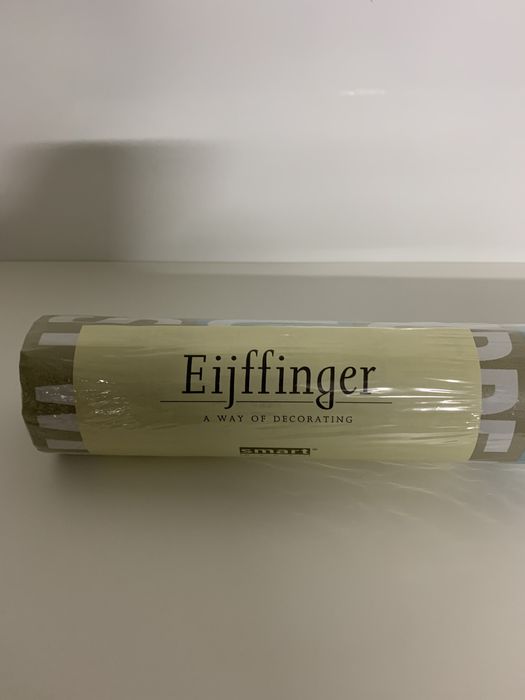 Eijffinger
A WAY OF DECORATING
smart